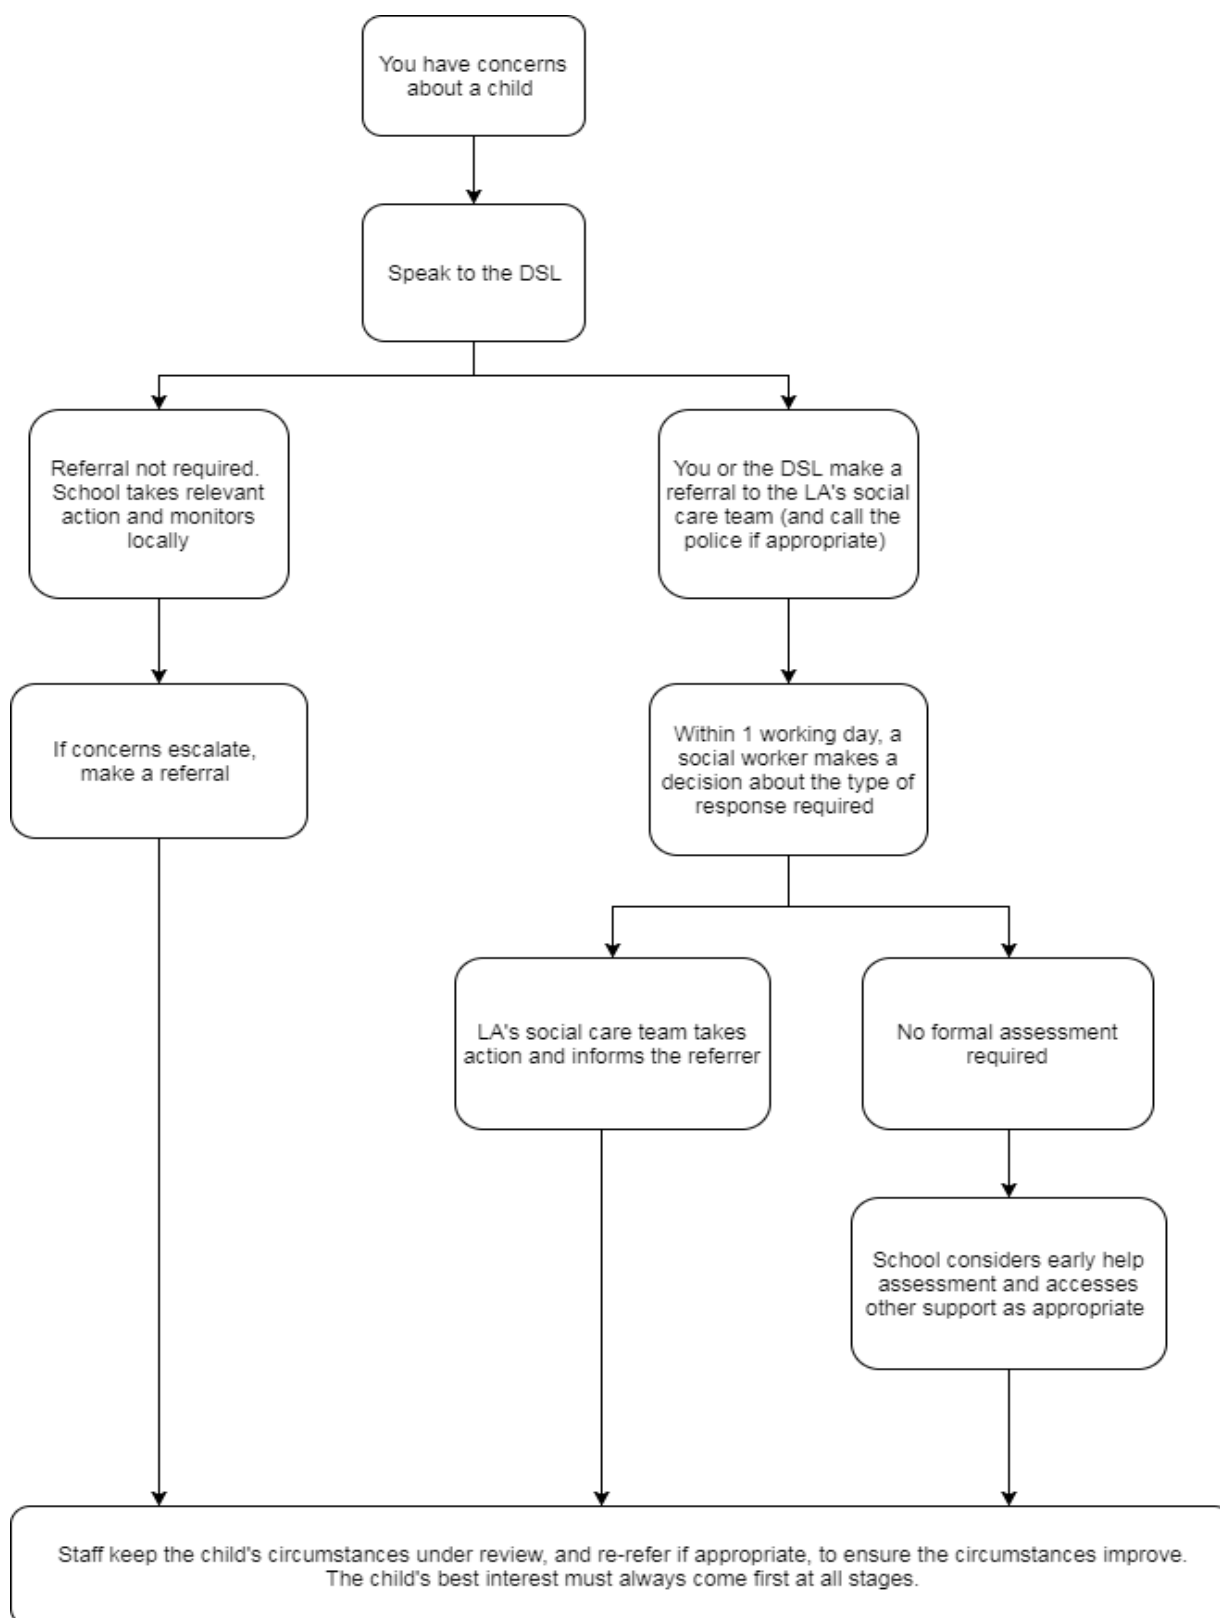 You have concerns
about a child
Speak to the DSL
Referral not required.
School takes relevant
action and monitors
locally
You or the DSL make a
referral to the LA's social
care team (and call the
police if appropriate)
If concerns escalate,
make a referral
Within 1 working day, a
social worker makes a
decision about the type of
response required
LA's social care team takes
action and informs the referrer
No formal assessment
required
School considers early help
assessment and accesses
other support as appropriate
Staff keep the child's circumstances under review, and re-refer if appropriate, to ensure the circumstances improve.
The child's best interest must always come first at all stages.